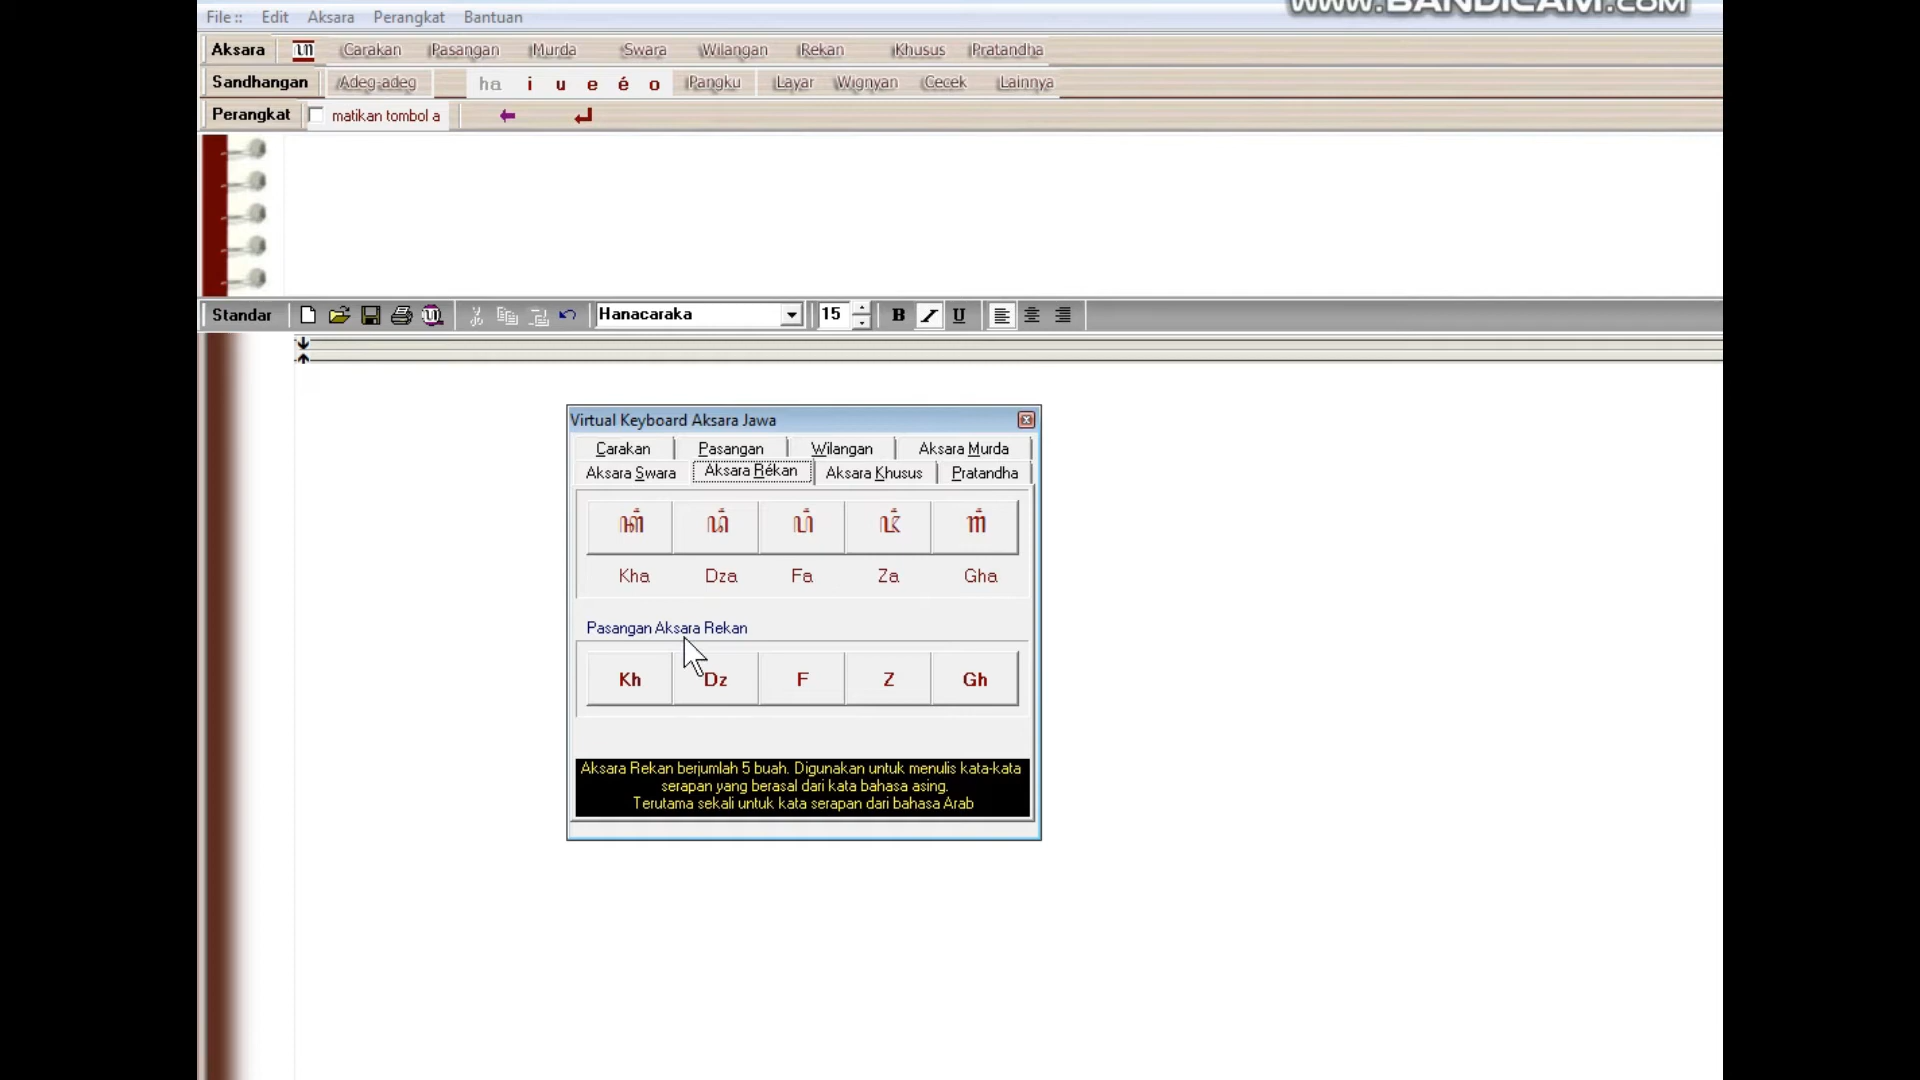 www.BANDICAM.com
File :: Edit Aksara Perangkat Bantuan
Aksara Carakan Pasangan Murda Swara Wilangan Rekan Khusus Pratandha
Sandhangan Adeg-adeg ha i u e é o Pangku Layar Wignyan Cecek Lainnya
Perangkat matikan tombol a
Standar Hanacaraka 15 B I U
Virtual Keyboard Aksara Jawa
Carakan Pasangan Wilangan Aksara Murda
Aksara Swara Aksara Rékan Aksara Khusus Pratandha
ꦏ꦳ ꦢ꦳ ꦥ꦳ ꦗ꦳ ꦒ꦳
Kha Dza Fa Za Gha
Pasangan Aksara Rekan
Kh Dz F Z Gh
Aksara Rekan berjumlah 5 buah. Digunakan untuk menulis kata-kata
serapan yang berasal dari kata bahasa asing.
Terutama sekali untuk kata serapan dari bahasa Arab